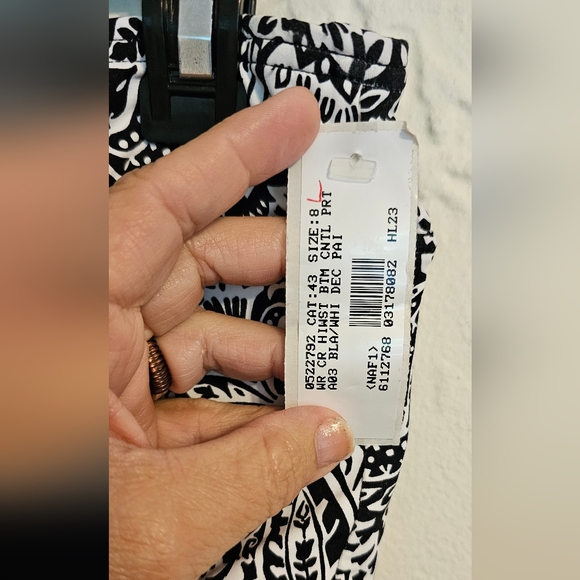 0522792 CAT:43 SIZE:8
WR CR HIWST BTM CNTL PRT
A03 BLA/WHI DEC PAI
<NAF1>
6112768 03178082 HL23